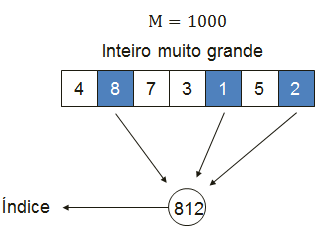 M = 1000
Inteiro muito grande
4 8 7 3 1 5 2
812
Índice